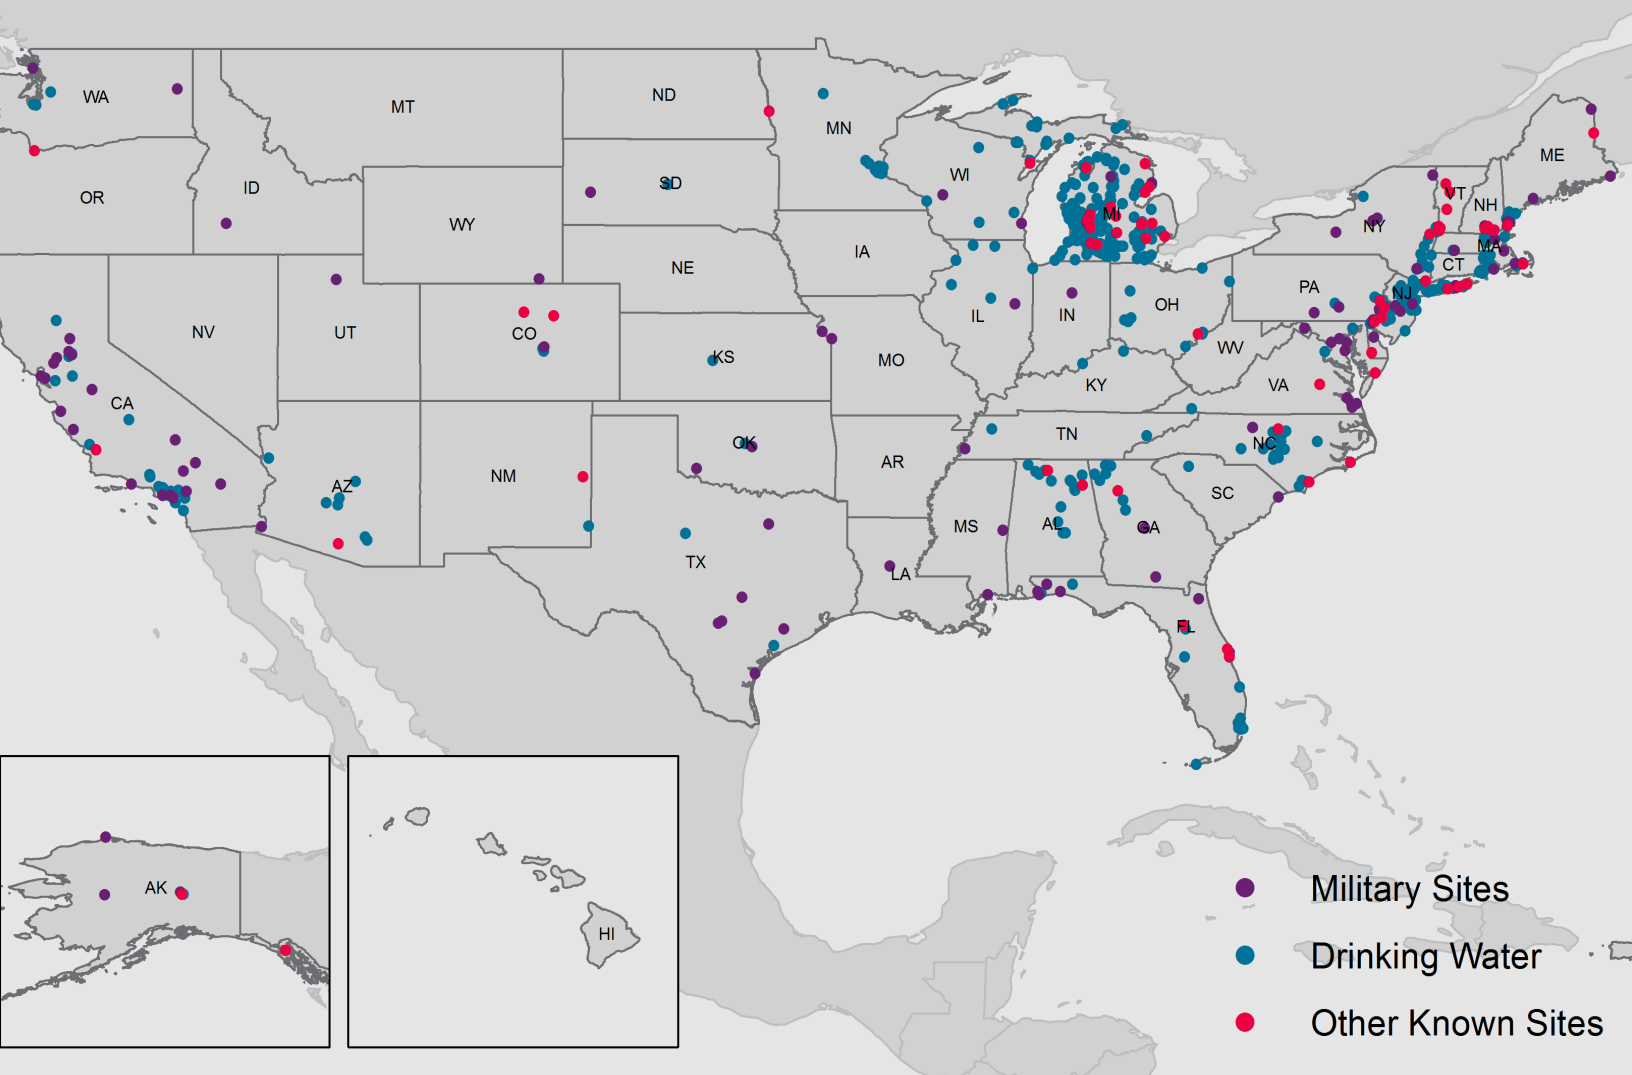 WA
MT
ND
MN
ME
OR
ID
SD
WI
MI
VT
NH
WY
NY
IA
MA
NE
CT
PA
NJ
NV
UT
CO
IL
IN
OH
KS
MO
WV
CA
KY
VA
OK
TN
NC
AZ
NM
AR
SC
TX
MS
AL
GA
LA
FL
AK
HI
Military Sites
Drinking Water
Other Known Sites